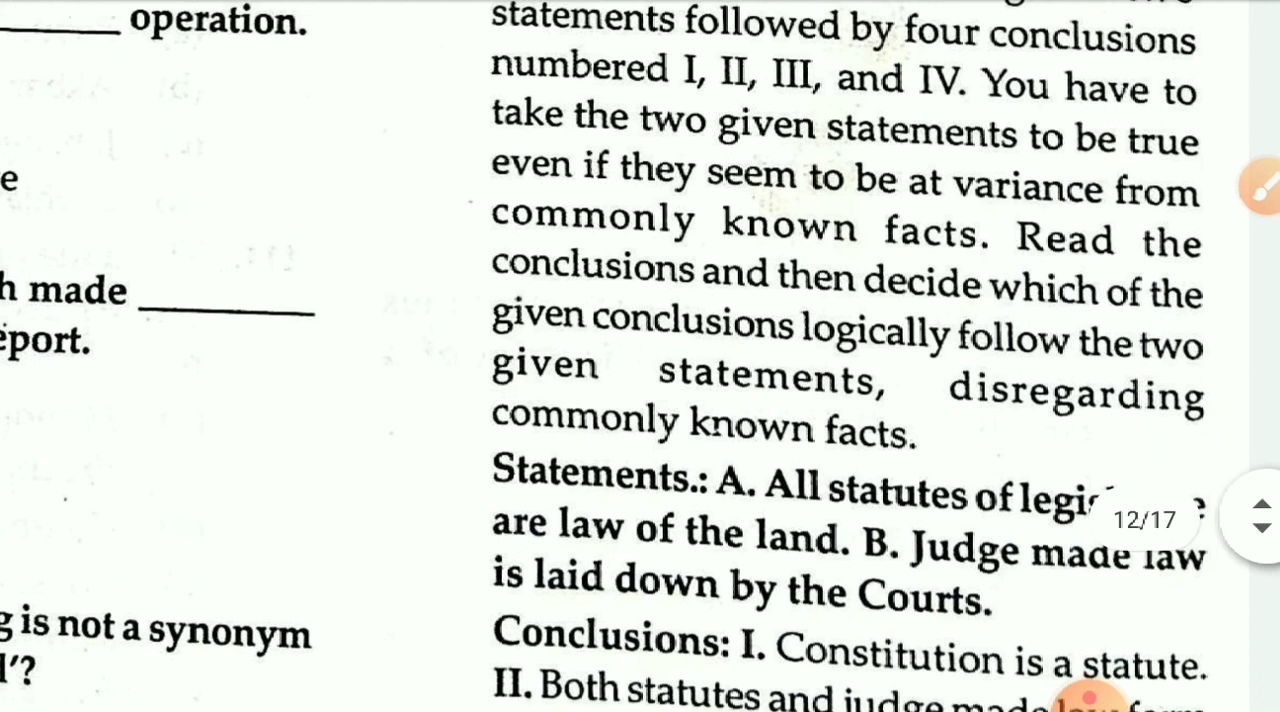 operation.
e
h made
eport.
g is not a synonym
l'?
statements followed by four conclusions
numbered I, II, III, and IV. You have to
take the two given statements to be true
even if they seem to be at variance from
commonly known facts. Read the
conclusions and then decide which of the
given conclusions logically follow the two
given statements, disregarding
commonly known facts.
Statements.: A. All statutes of
are law of the land. B. Judge made law
is laid down by the Courts.
Conclusions: I. Constitution is a statute.
II. Both statutes and judge made
12/17